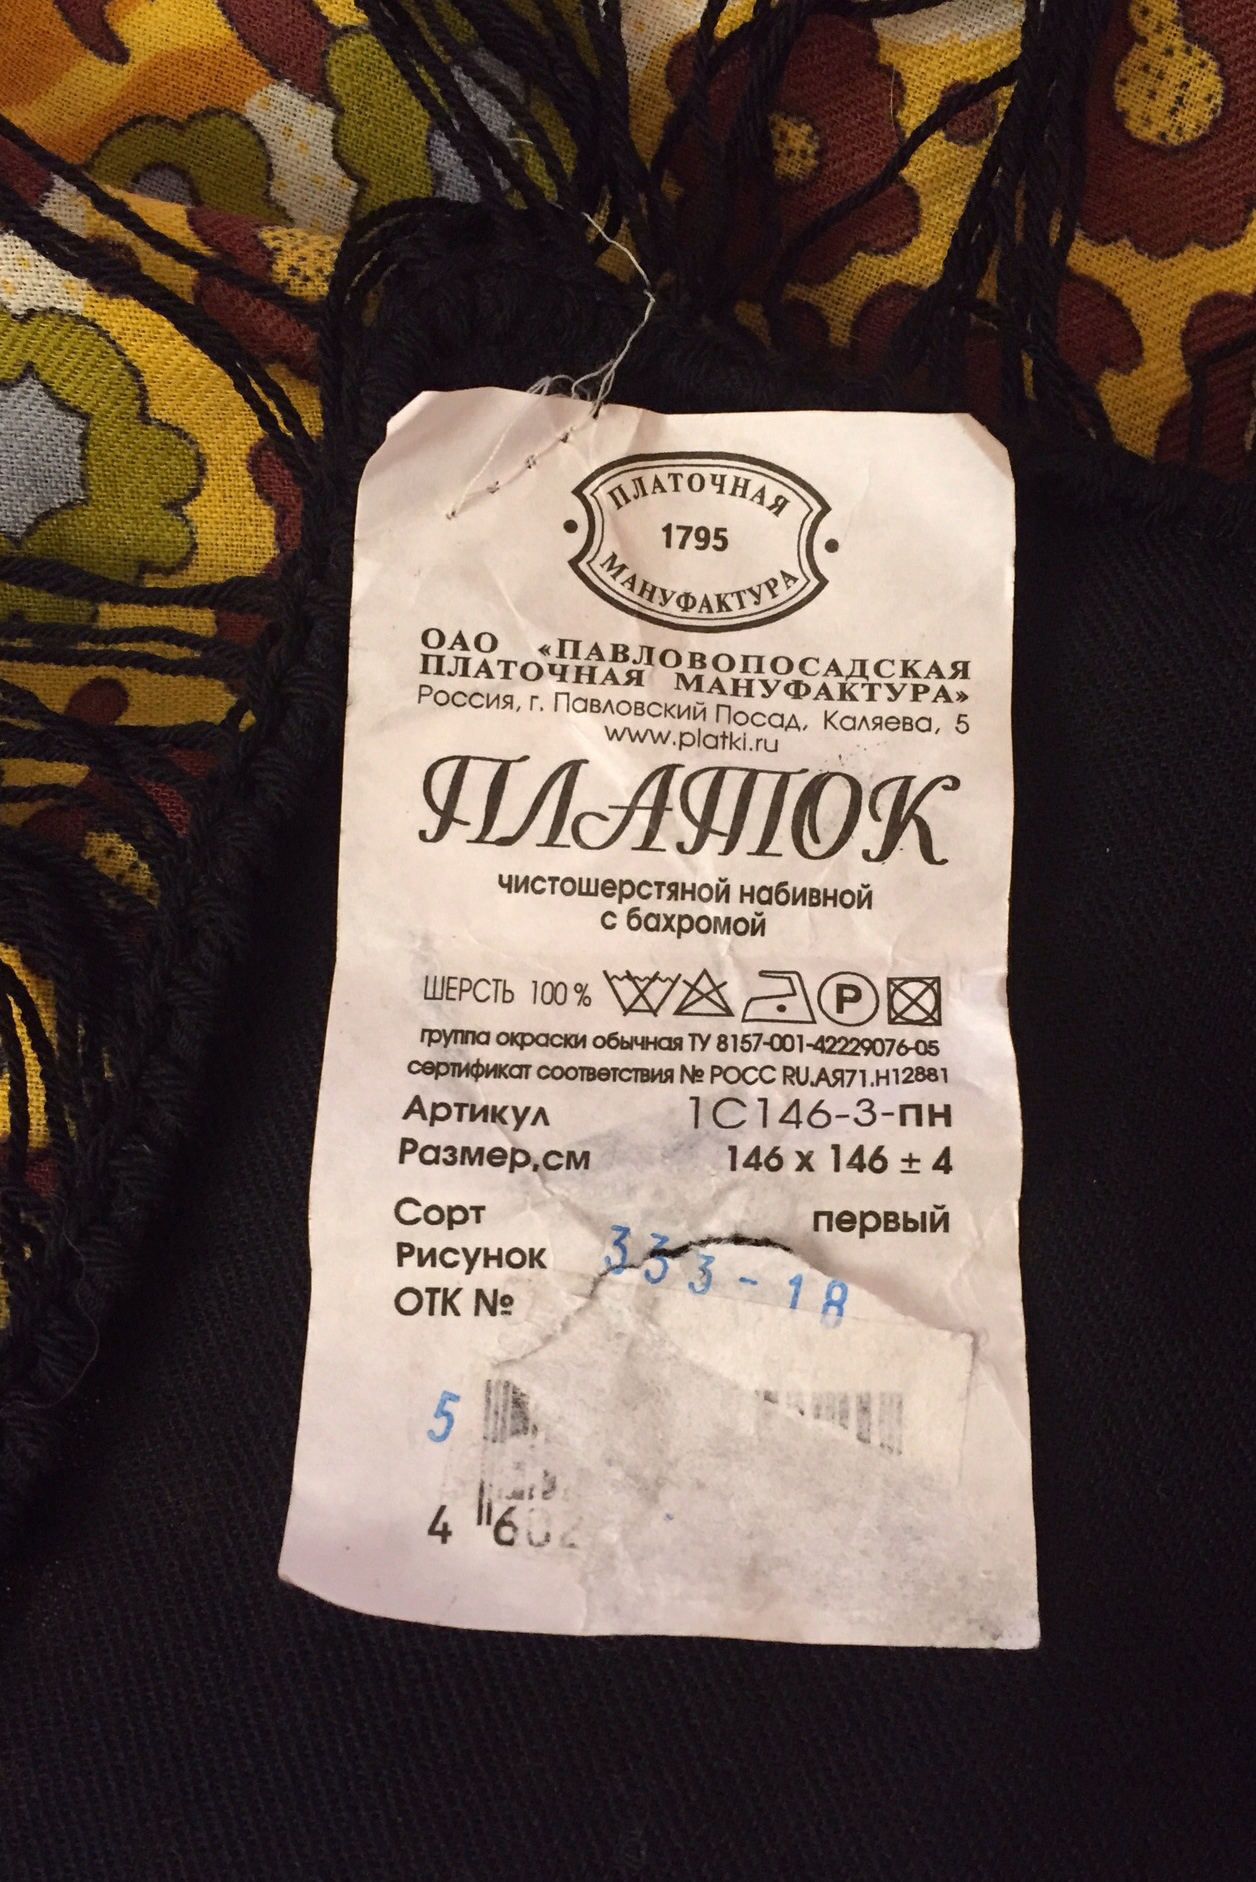 ПЛАТОЧНАЯ
1795
МАНУФАКТУРА
ОАО «ПАВЛОВОПОСАДСКАЯ
ПЛАТОЧНАЯ МАНУФАКТУРА»
Россия, г. Павловский Посад, Каляева, 5
www.platki.ru
ПЛАТОК
чистошерстяной набивной
с бахромой
ШЕРСТЬ 100 % P
группа окраски обычная ТУ 8157-001-42229076-05
сертификат соответствия № РОСС RU.АЯ71.Н12881
Артикул 1С146-3-пн
Размер,см 146 х 146 ± 4
Сорт первый
Рисунок 333-18
ОТК №
5
4 602